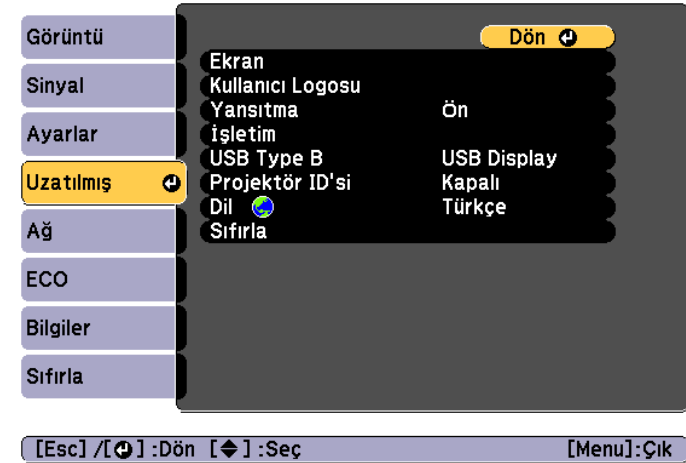 Görüntü
Sinyal
Ayarlar
Uzatılmış
Ağ
ECO
Bilgiler
Sıfırla
Dön
Ekran
Kullanıcı Logosu
Yansıtma Ön
İşletim
USB Type B USB Display
Projektör ID'si Kapalı
Dil Türkçe
Sıfırla
[Esc] /[ ] :Dön [ ] :Seç [Menu]:Çık